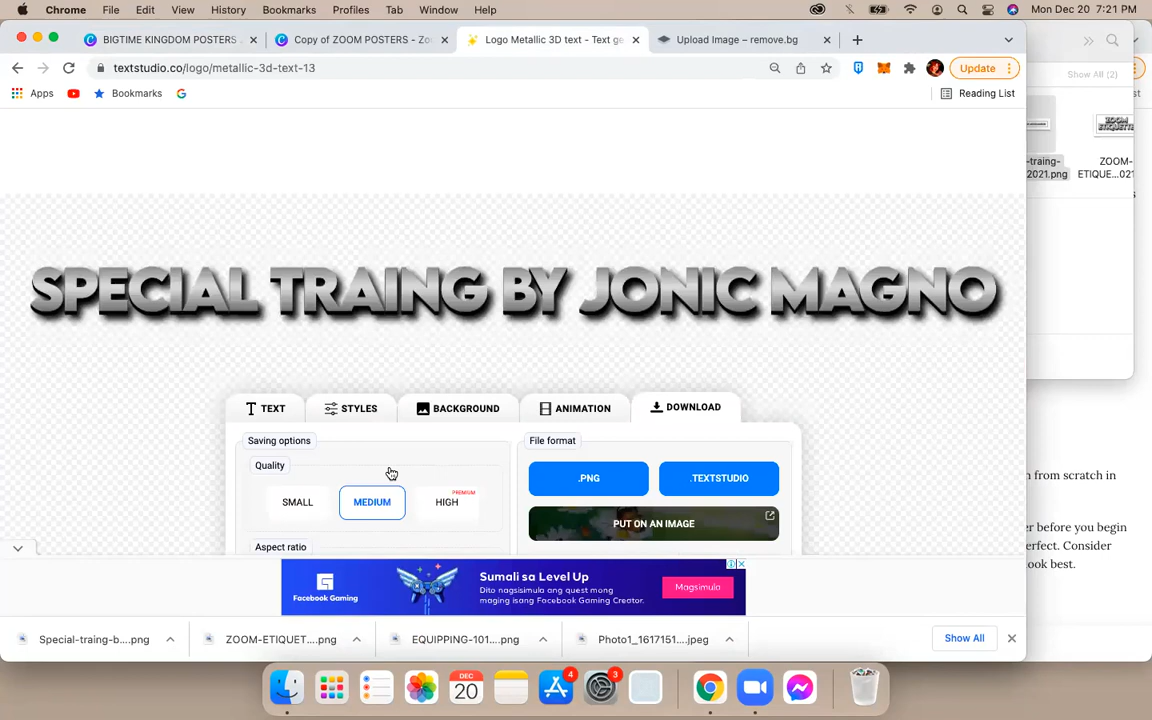 Chrome File Edit View History Bookmarks Profiles Tab Window Help Mon Dec 20 7:21 PM
BIGTIME KINGDOM POSTERS Copy of ZOOM POSTERS – Zo Logo Metallic 3D text - Text ge Upload Image – remove.bg
textstudio.co/logo/metallic-3d-text-13 Update
Apps Bookmarks Reading List
Show All (2)
-traing-
2021.png
ZOOM-
ETIQUE...021
ZOOM
ETIQUETTE
SPECIAL TRAING BY JONIC MAGNO
TEXT STYLES BACKGROUND ANIMATION DOWNLOAD
Saving options File format
Quality
SMALL MEDIUM HIGH PREMIUM
.PNG .TEXTSTUDIO
PUT ON AN IMAGE
Aspect ratio
n from scratch in
er before you begin
erfect. Consider
ook best.
FACEBOOK GAMING
Sumali sa Level Up
Dito nagsisimula ang quest mong
maging isang Facebook Gaming Creator.
Magsimula
Special-traing-b....png ZOOM-ETIQUET....png EQUIPPING-101....png Photo1_1617151....jpeg Show All
DEC
20
4
3